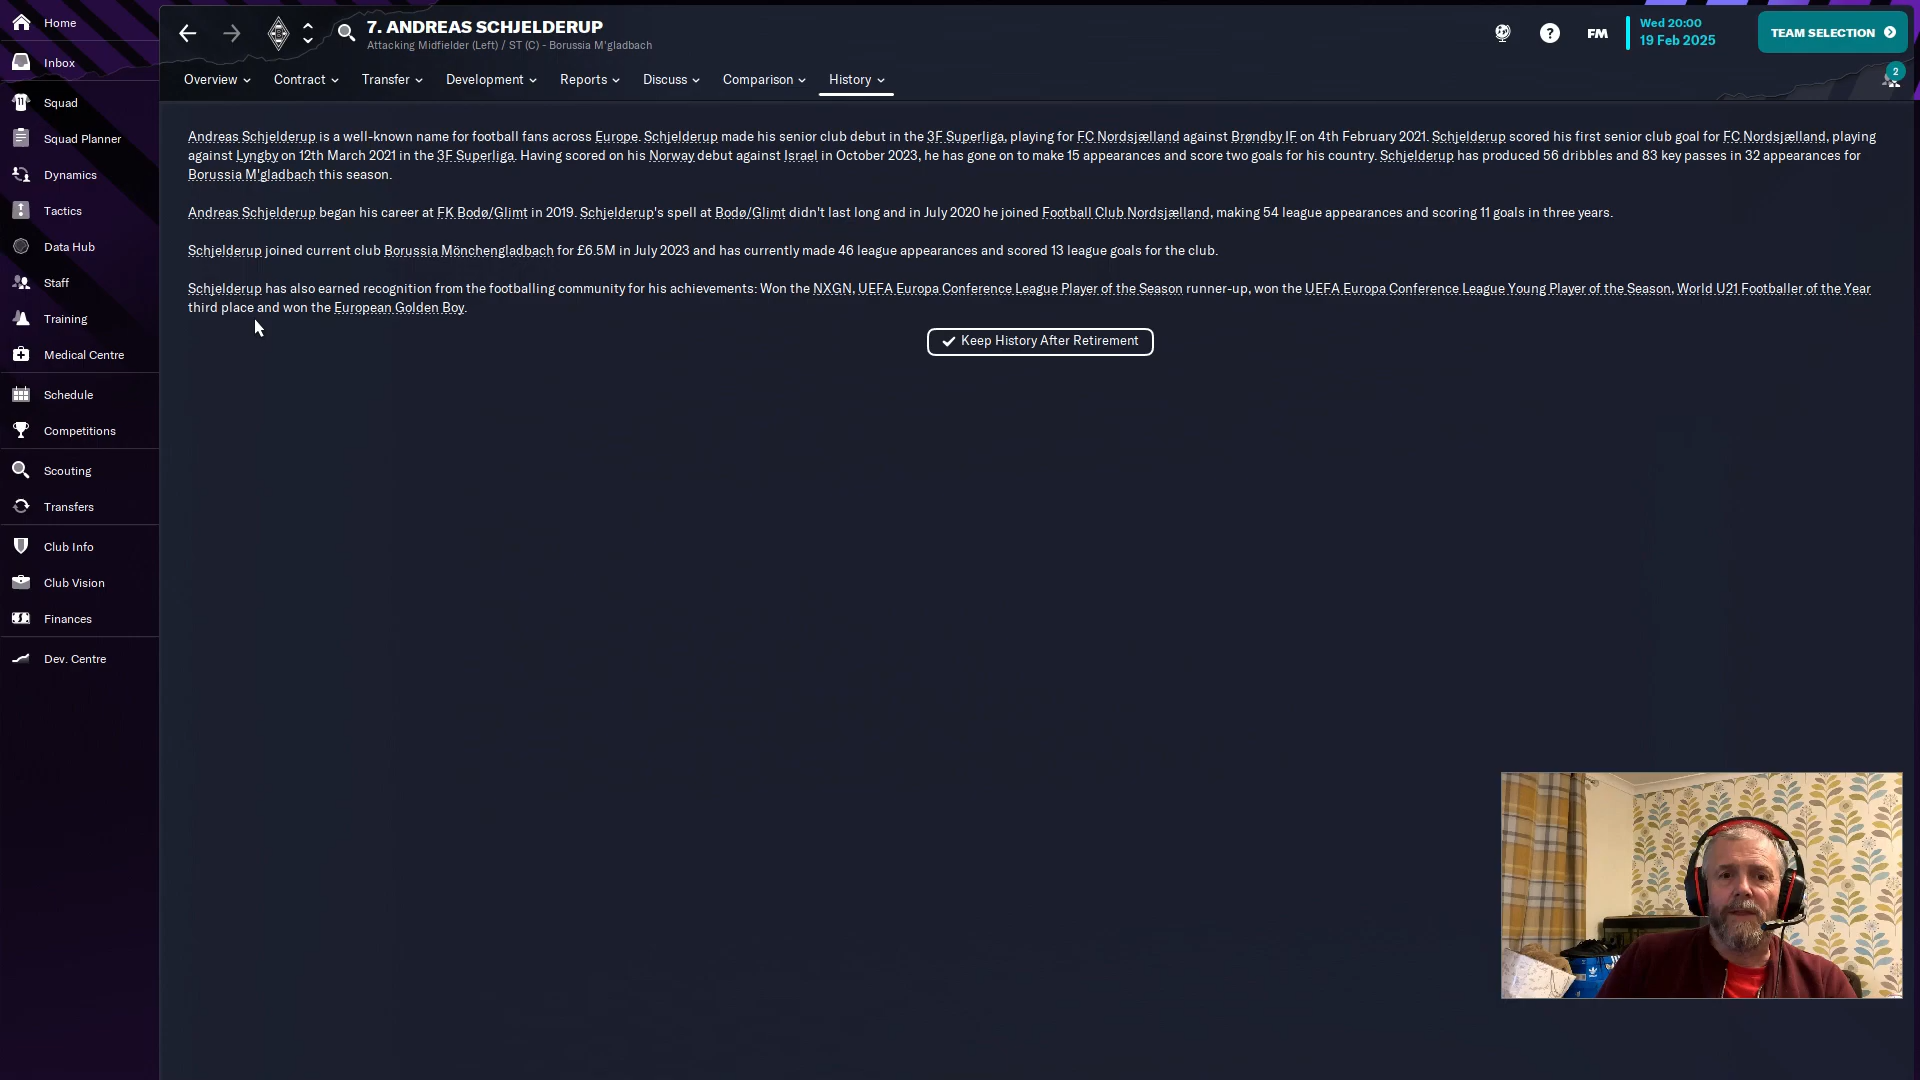 Home
Inbox
Squad
Squad Planner
Dynamics
Tactics
Data Hub
Staff
Training
Medical Centre
Schedule
Competitions
Scouting
Transfers
Club Info
Club Vision
Finances
Dev. Centre
7. ANDREAS SCHJELDERUP
Attacking Midfielder (Left) / ST (C) - Borussia M'gladbach
FM
Wed 20:00
19 Feb 2025
TEAM SELECTION
2
Overview Contract Transfer Development Reports Discuss Comparison History
Andreas Schjelderup is a well-known name for football fans across Europe. Schjelderup made his senior club debut in the 3F Superliga, playing for FC Nordsjælland against Brøndby IF on 4th February 2021. Schjelderup scored his first senior club goal for FC Nordsjælland, playing
against Lyngby on 12th March 2021 in the 3F Superliga. Having scored on his Norway debut against Israel in October 2023, he has gone on to make 15 appearances and score two goals for his country. Schjelderup has produced 56 dribbles and 83 key passes in 32 appearances for
Borussia M'gladbach this season.
Andreas Schjelderup began his career at FK Bodø/Glimt in 2019. Schjelderup's spell at Bodø/Glimt didn't last long and in July 2020 he joined Football Club Nordsjælland, making 54 league appearances and scoring 11 goals in three years.
Schjelderup joined current club Borussia Mönchengladbach for £6.5M in July 2023 and has currently made 46 league appearances and scored 13 league goals for the club.
Schjelderup has also earned recognition from the footballing community for his achievements: Won the NXGN, UEFA Europa Conference League Player of the Season runner-up, won the UEFA Europa Conference League Young Player of the Season, World U21 Footballer of the Year
third place and won the European Golden Boy.
Keep History After Retirement